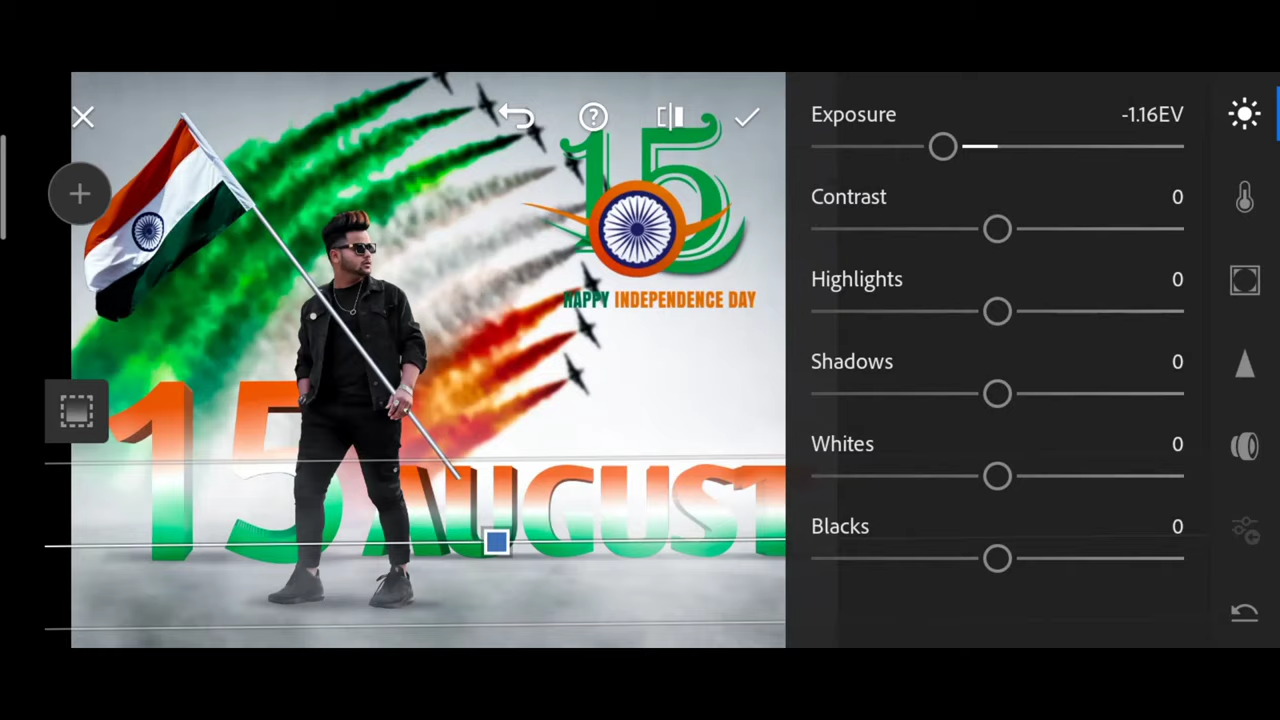 15
HAPPY INDEPENDENCE DAY
15 AUGUST
Exposure -1.16EV
Contrast 0
Highlights 0
Shadows 0
Whites 0
Blacks 0